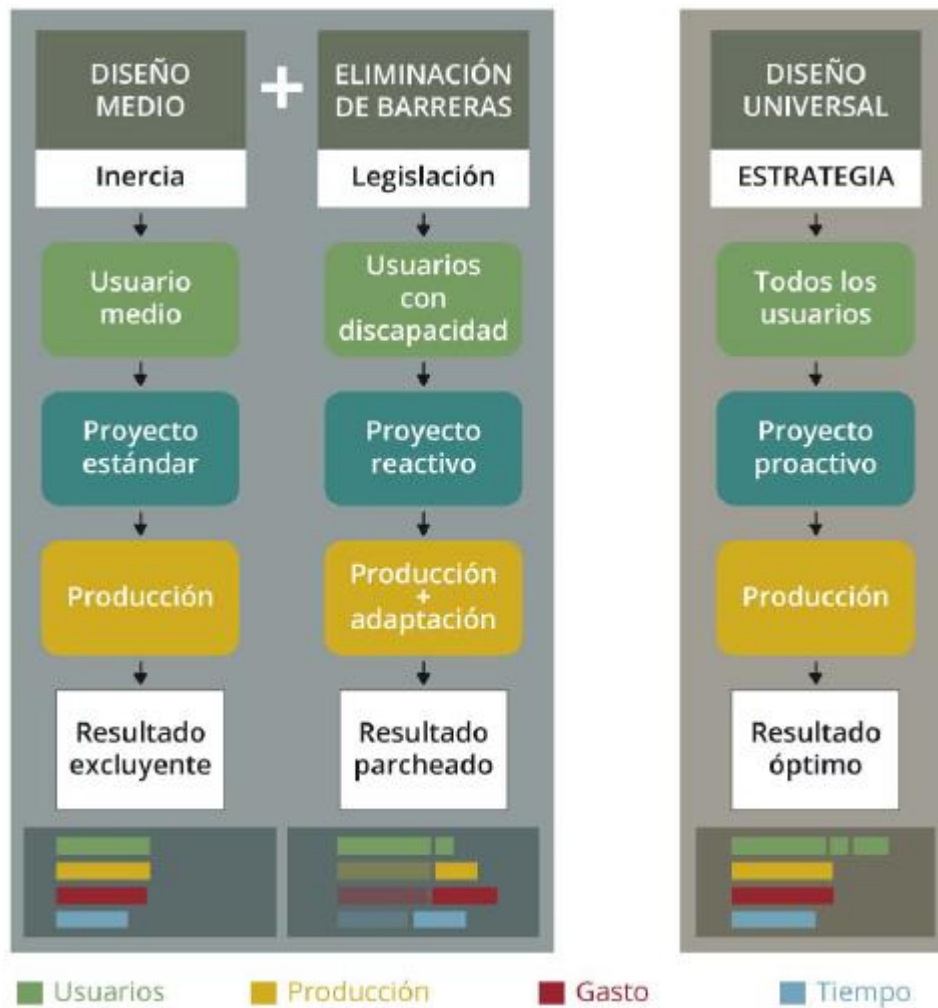 DISEÑO
MEDIO
Inercia
Usuario
medio
Proyecto
estándar
Producción
Resultado
excluyente
+
ELIMINACIÓN
DE BARRERAS
Legislación
Usuarios
con
discapacidad
Proyecto
reactivo
Producción
+
adaptación
Resultado
parcheado
DISEÑO
UNIVERSAL
ESTRATEGIA
Todos los
usuarios
Proyecto
proactivo
Producción
Resultado
óptimo
Usuarios
Producción
Gasto
Tiempo